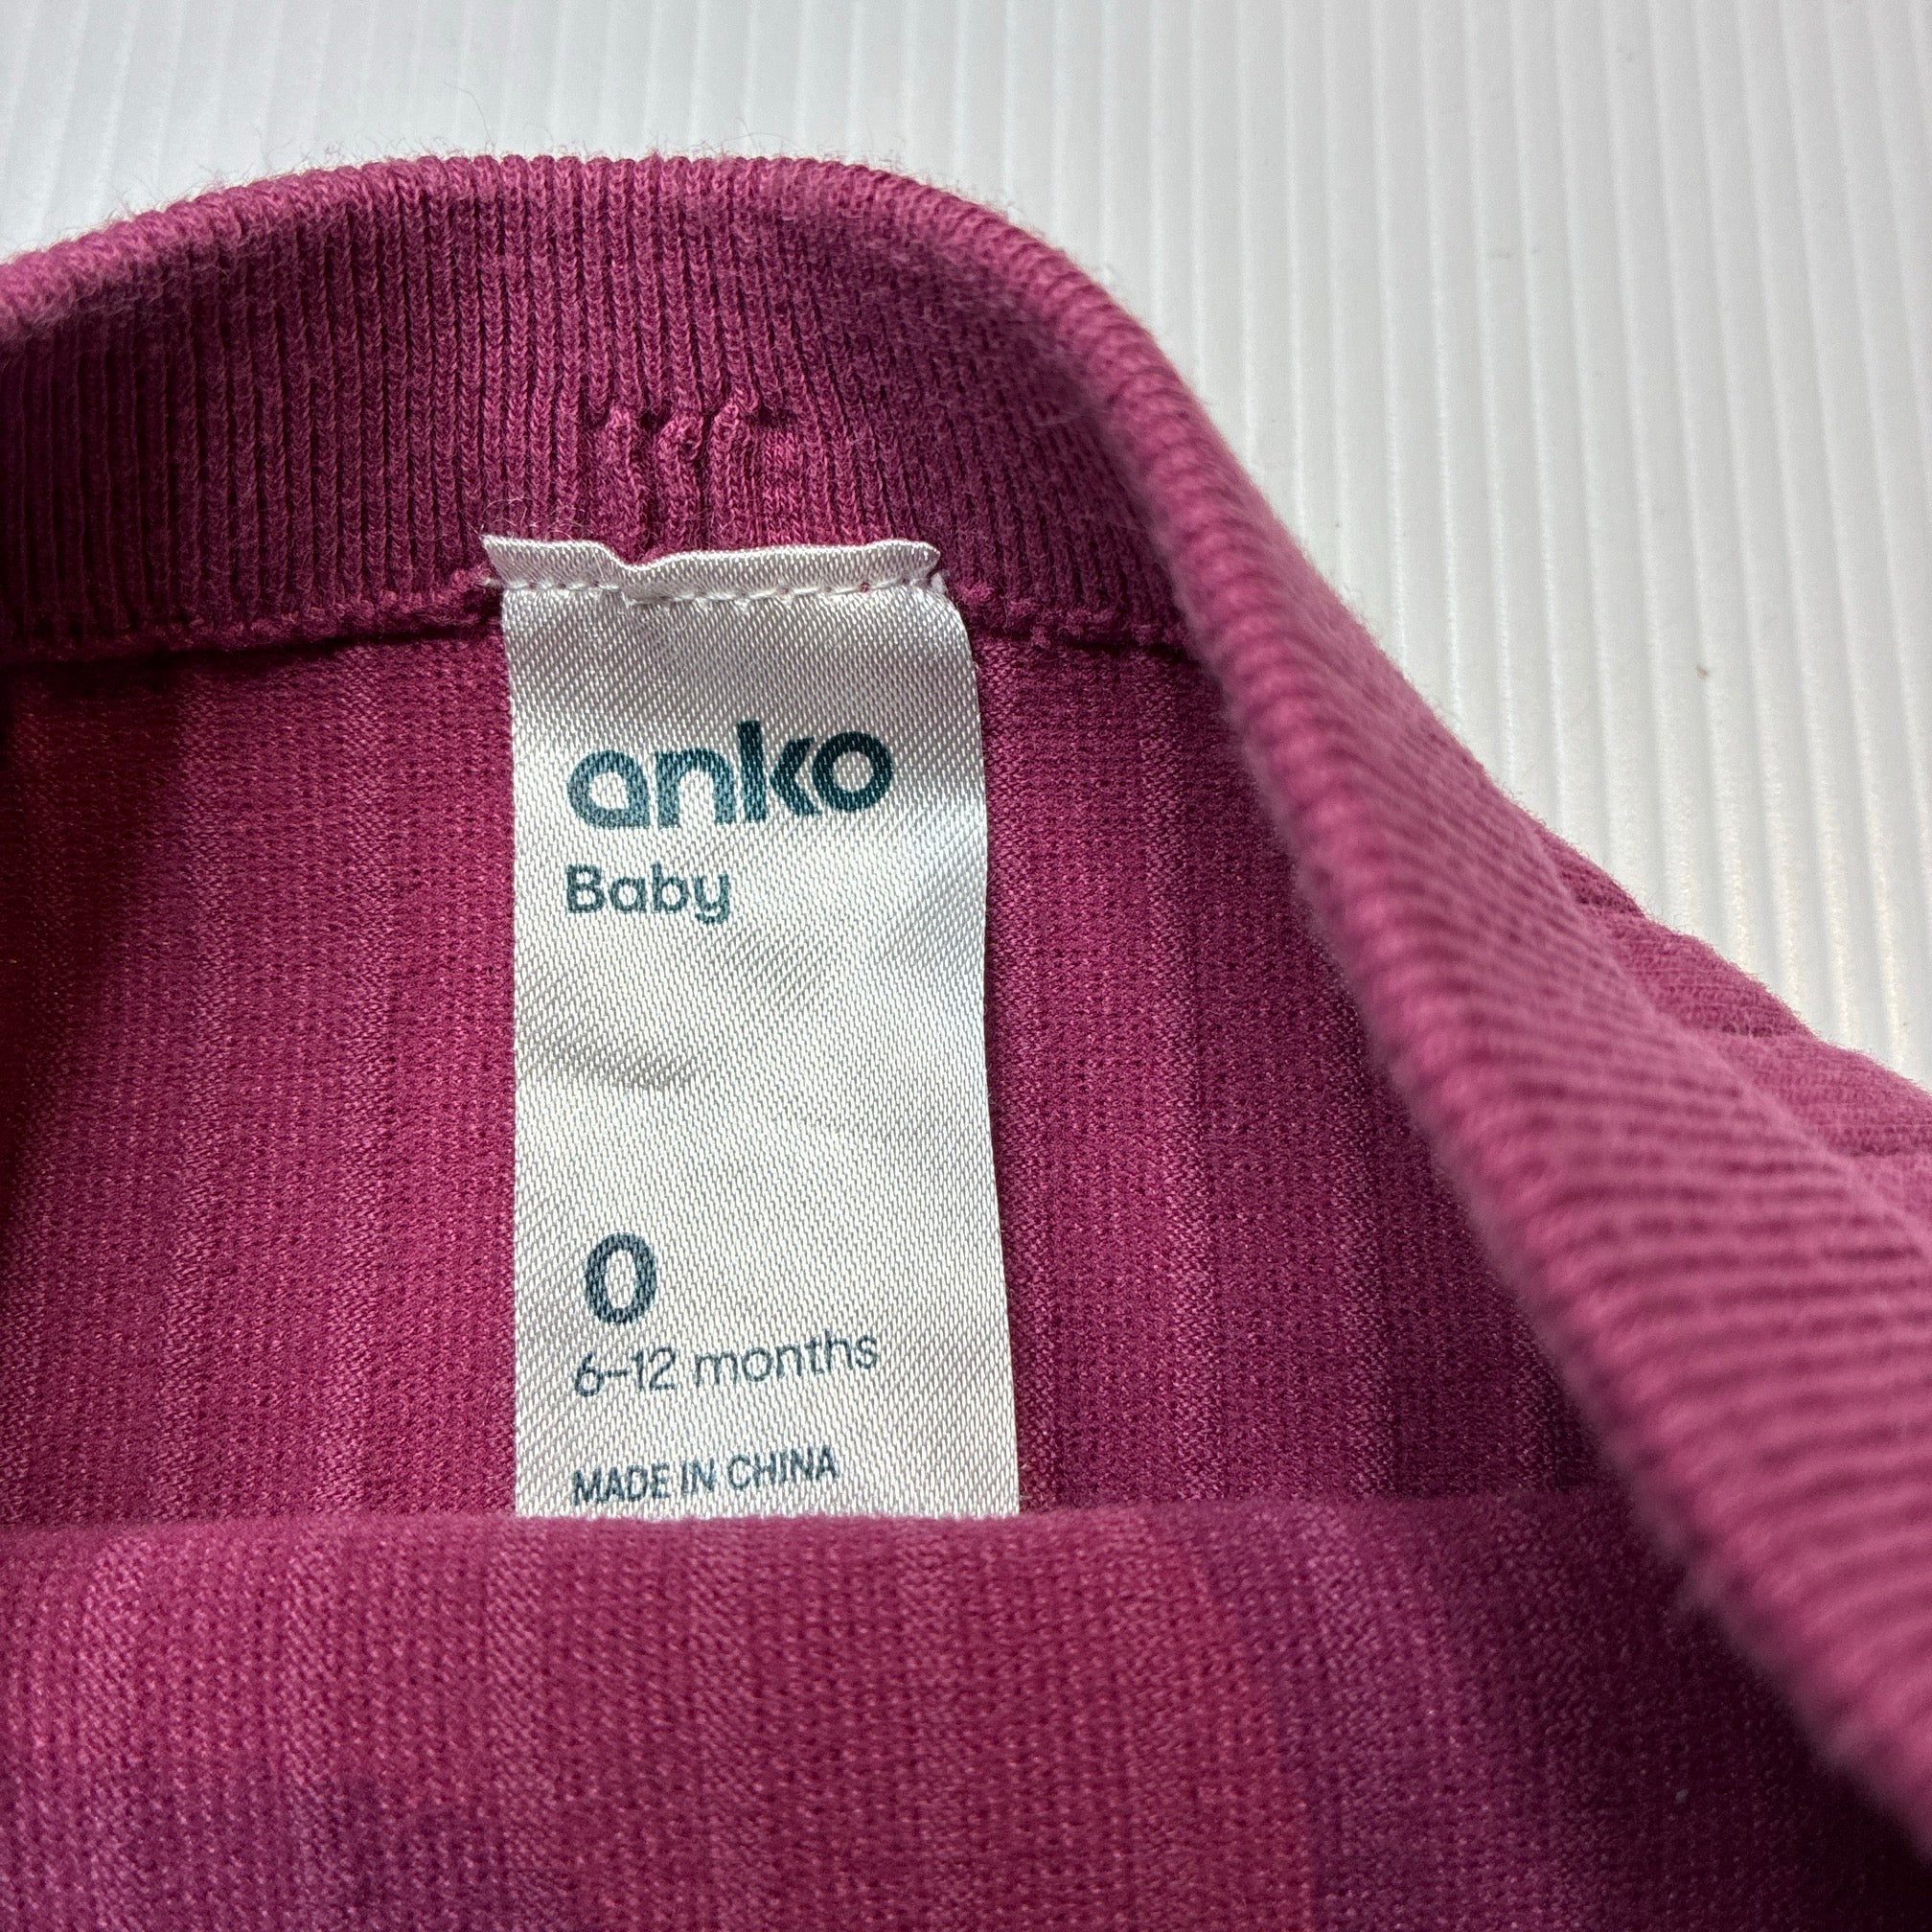 anko
Baby
0
6-12 months
MADE IN CHINA